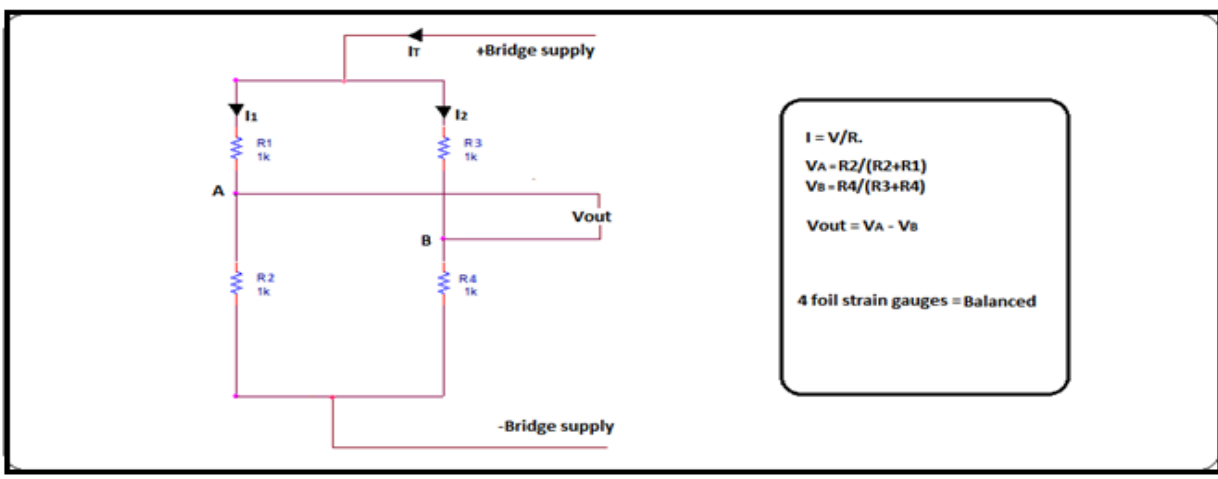 IT
+Bridge supply
I1
I2
R1
1k
R3
1k
A
Vout
B
R2
1k
R4
1k
-Bridge supply
I = V/R.
VA = R2/(R2+R1)
VB = R4/(R3+R4)
Vout = VA - VB
4 foil strain gauges = Balanced